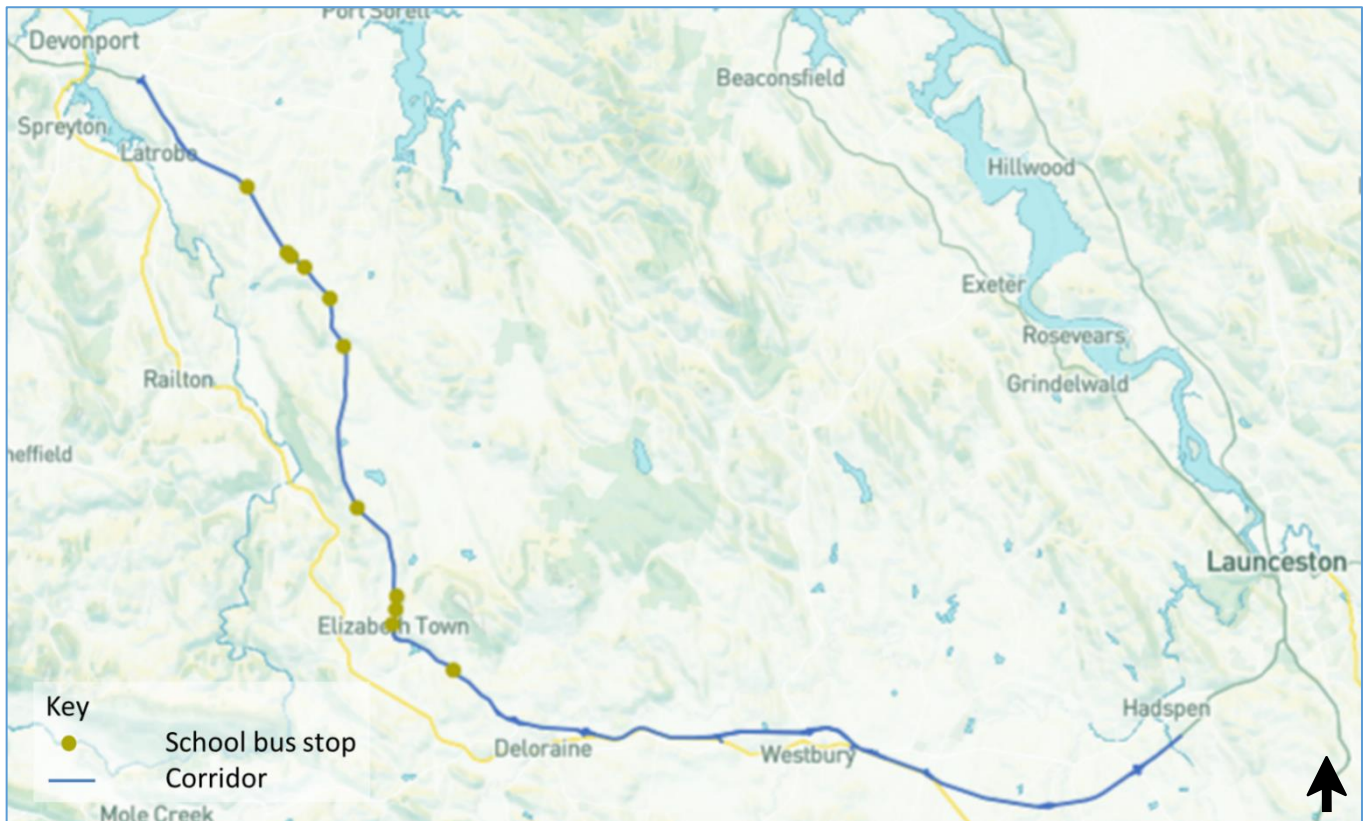 Port Sorell
Devonport
Beaconsfield
Spreyton
Latrobe
Hillwood
Exeter
Rosevears
Railton
Grindelwald
heffield
Launceston
Elizabeth Town
Key
Hadspen
School bus stop
Deloraine
Westbury
Corridor
Mole Creek